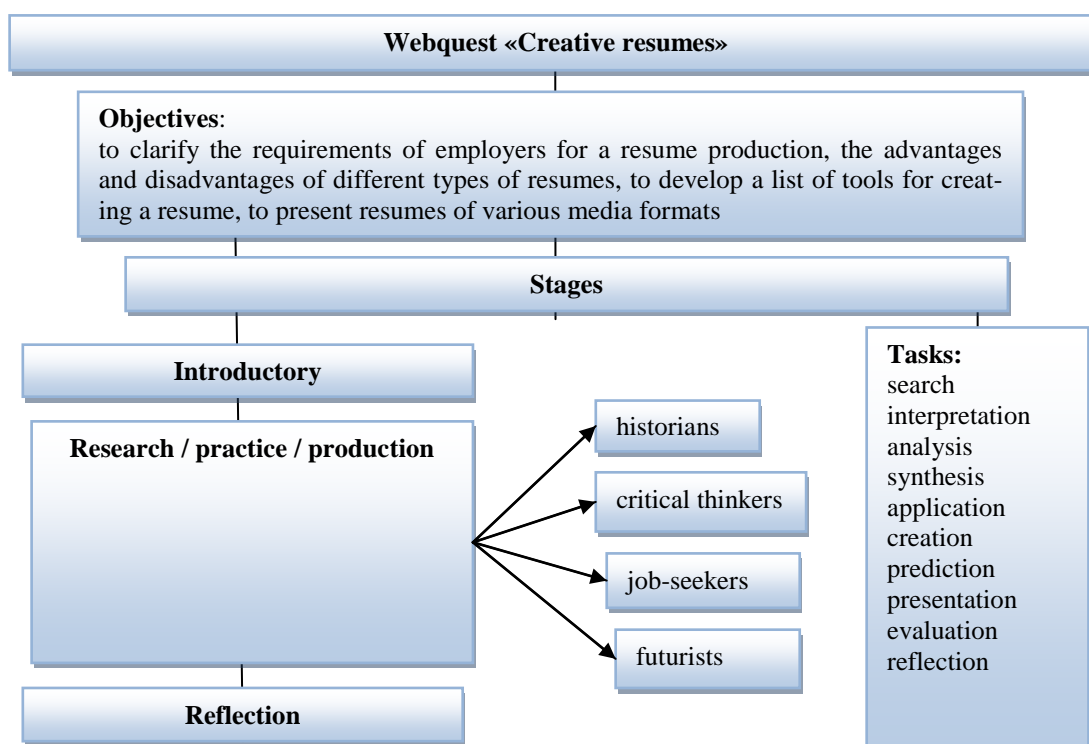 Webquest «Creative resumes»
Objectives:
to clarify the requirements of employers for a resume production, the advantages
and disadvantages of different types of resumes, to develop a list of tools for creat-
ing a resume, to present resumes of various media formats
Stages
Introductory
Research / practice / production
Reflection
historians
critical thinkers
job-seekers
futurists
Tasks:
search
interpretation
analysis
synthesis
application
creation
prediction
presentation
evaluation
reflection